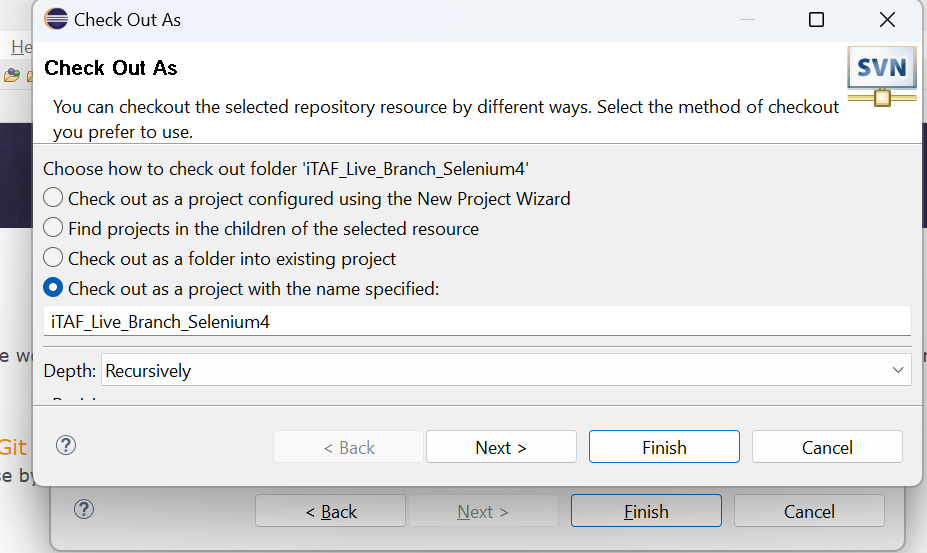 Check Out As
He
Check Out As
SVN
You can checkout the selected repository resource by different ways. Select the method of checkout
you prefer to use.
Choose how to check out folder 'iTAF_Live_Branch_Selenium4'
Check out as a project configured using the New Project Wizard
Find projects in the children of the selected resource
Check out as a folder into existing project
Check out as a project with the name specified:
iTAF_Live_Branch_Selenium4
e w
Depth: Recursively
Git
e by
? < Back Next > Finish Cancel
? < Back Next > Finish Cancel